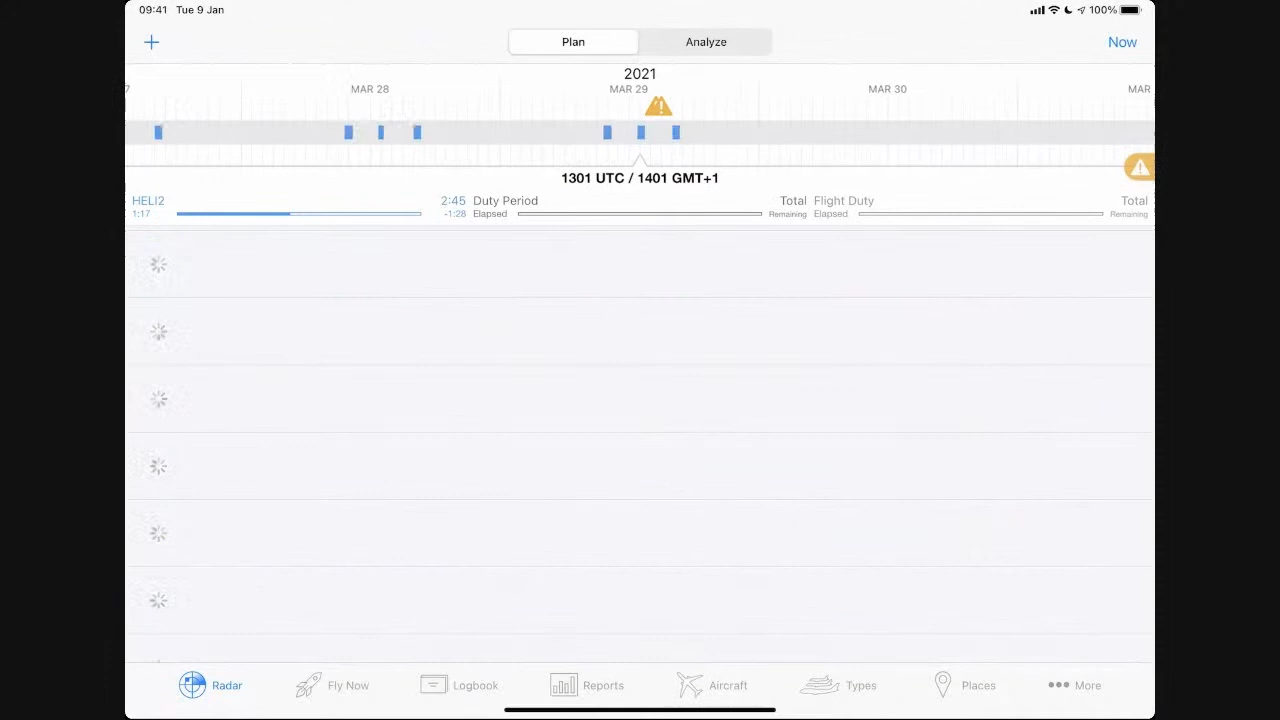 09:41 Tue 9 Jan 100%
+ Plan Analyze Now
2021
7 MAR 28 MAR 29 MAR 30 MAR
1301 UTC / 1401 GMT+1
HELI2 2:45 Duty Period Total Flight Duty Total
1:17 -1:28 Elapsed Remaining Elapsed Remaining
Radar Fly Now Logbook Reports Aircraft Types Places More